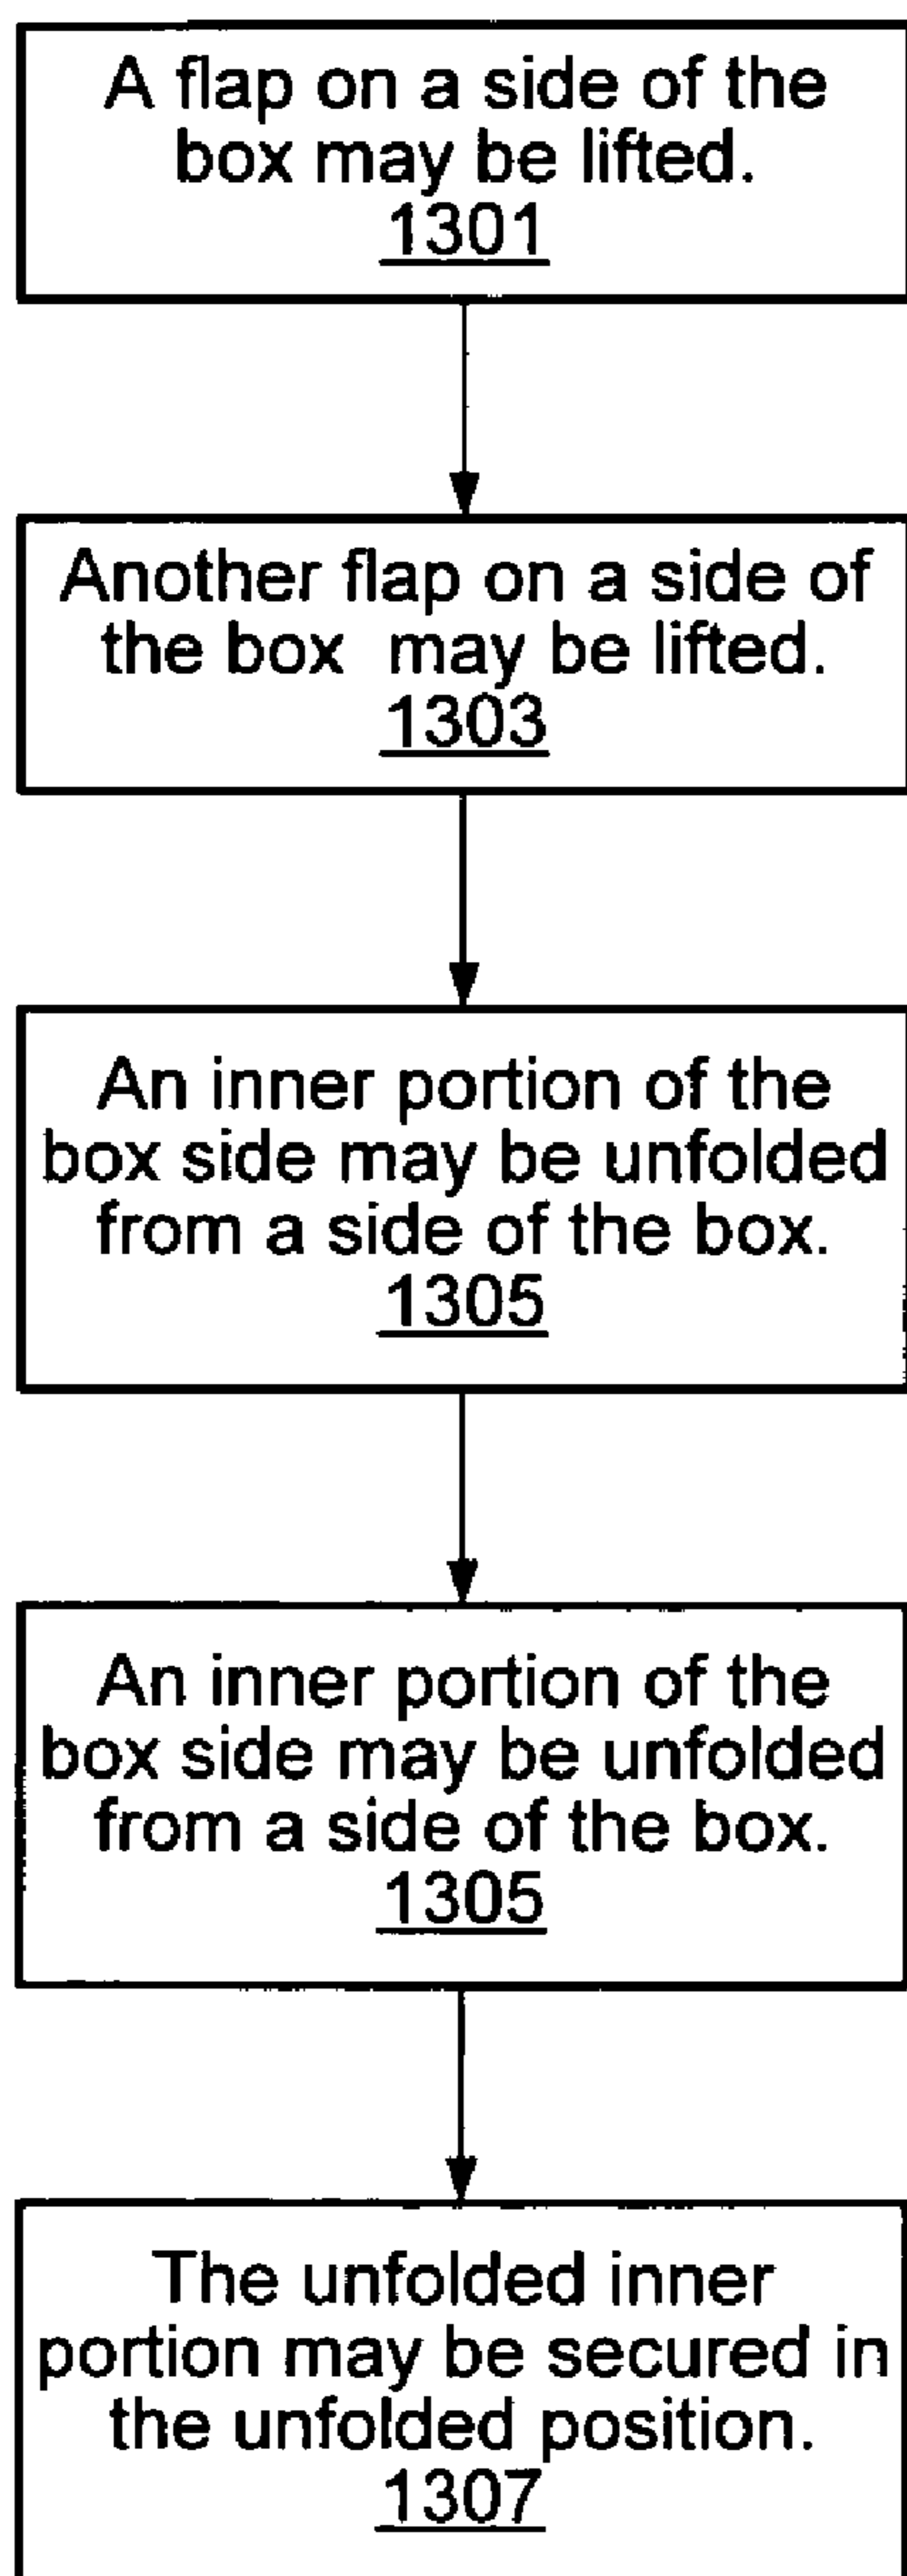 A flap on a side of the
box may be lifted.
1301
Another flap on a side of
the box may be lifted.
1303
An inner portion of the
box side may be unfolded
from a side of the box.
1305
An inner portion of the
box side may be unfolded
from a side of the box.
1305
The unfolded inner
portion may be secured in
the unfolded position.
1307